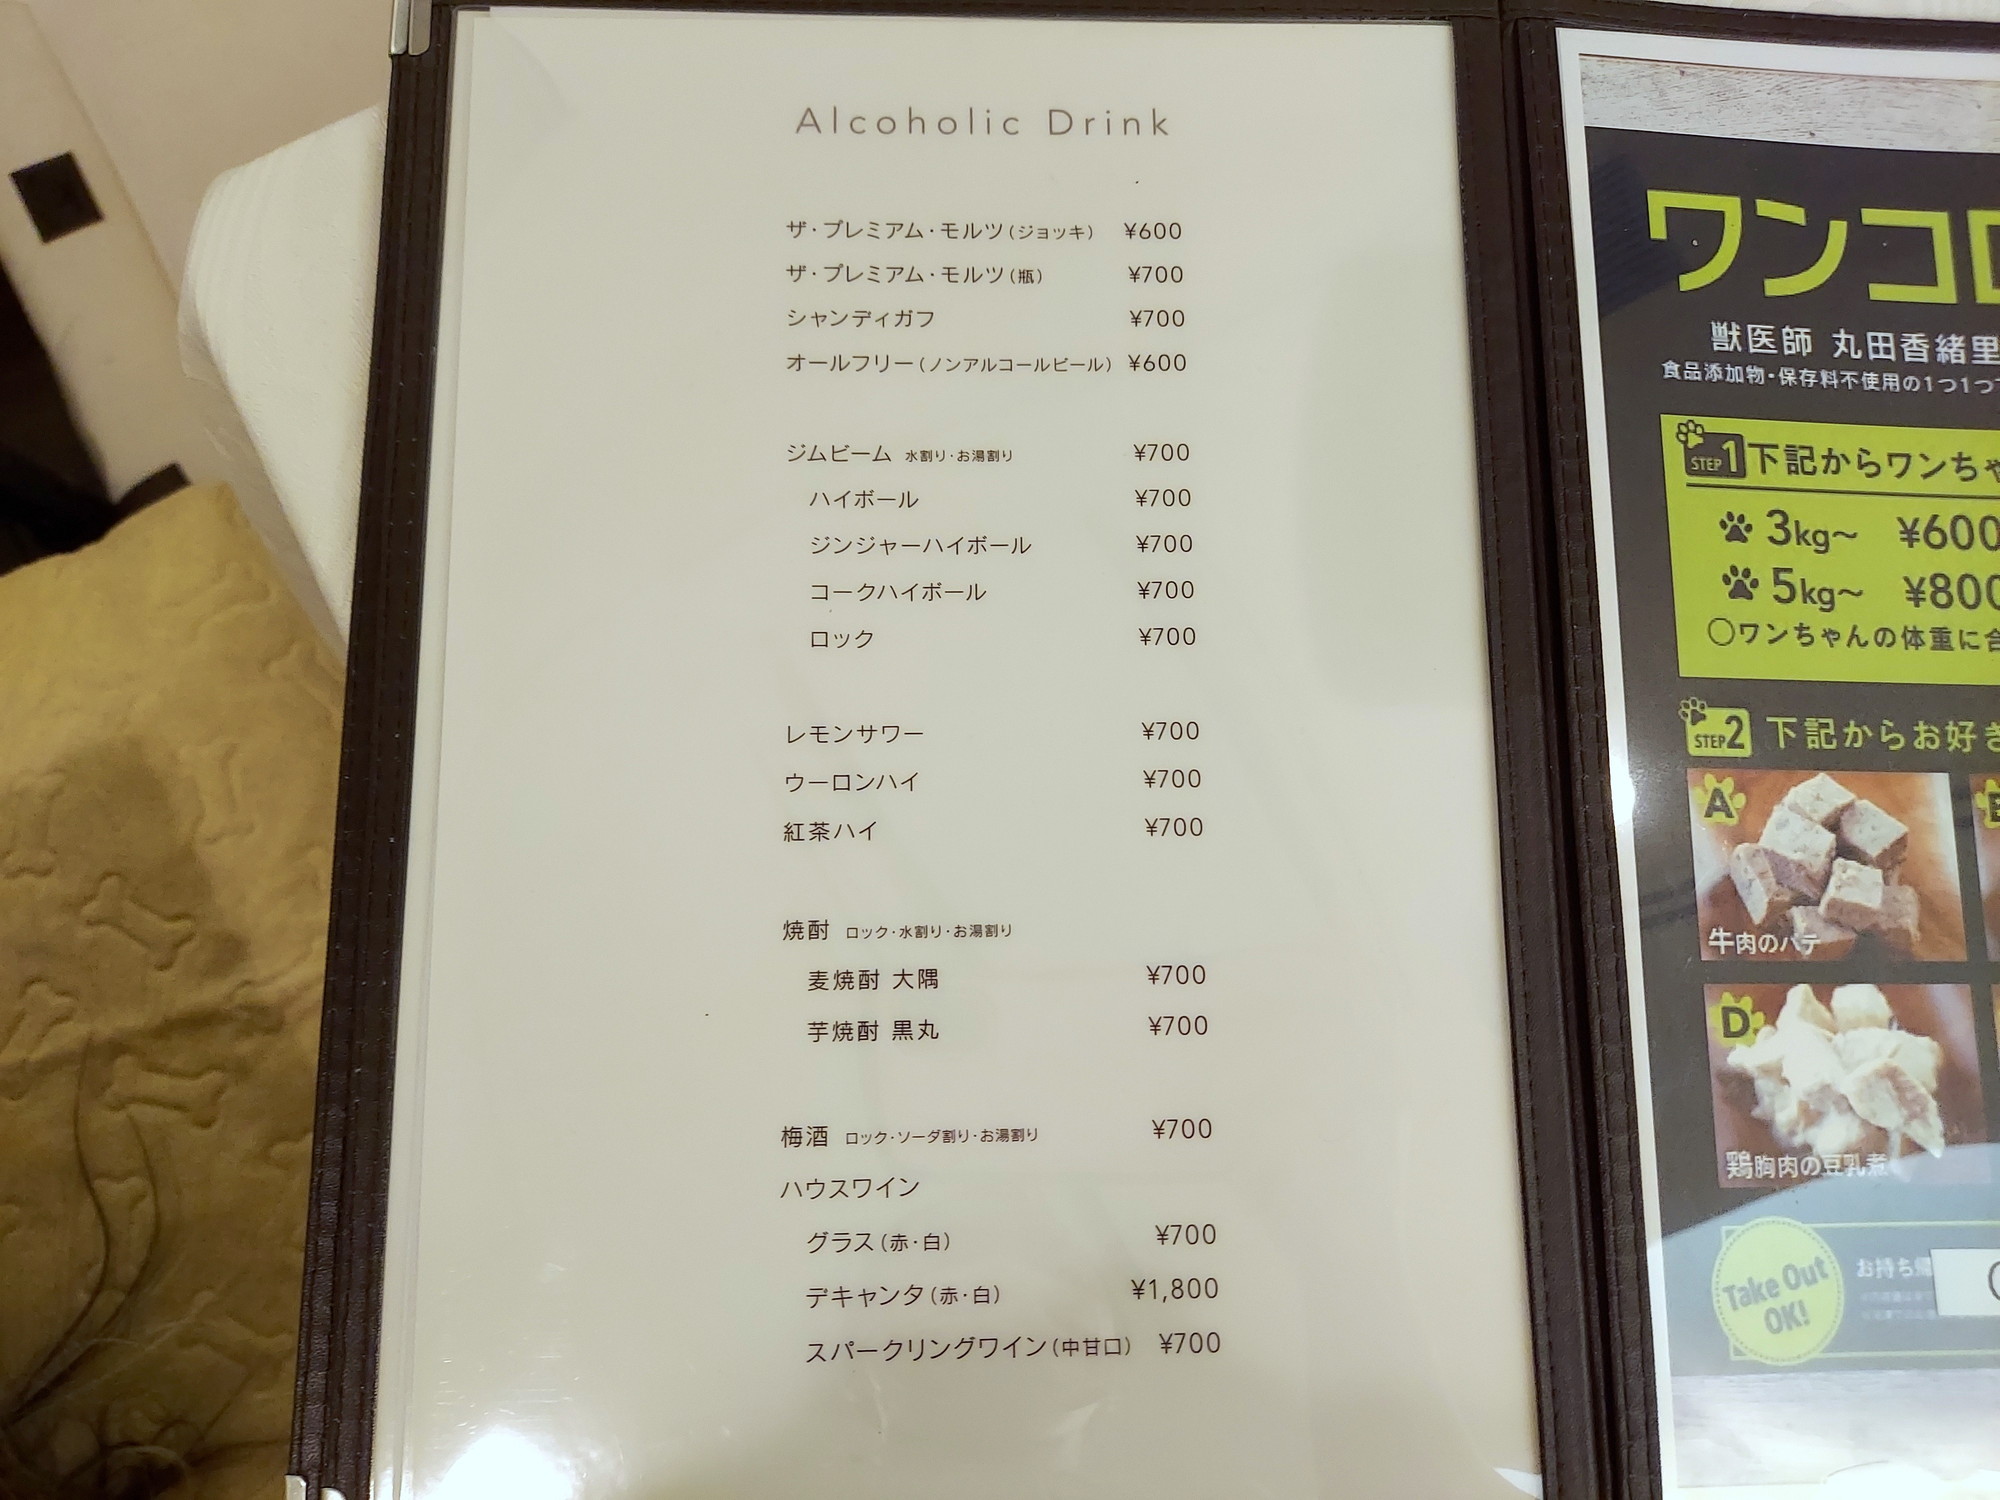 Alcoholic Drink
ザ・プレミアム・モルツ（ジョッキ） ¥600
ザ・プレミアム・モルツ（瓶） ¥700
シャンディガフ ¥700
オールフリー（ノンアルコールビール） ¥600
ジムビーム 水割り・お湯割り ¥700
ハイボール ¥700
ジンジャーハイボール ¥700
コークハイボール ¥700
ロック ¥700
レモンサワー ¥700
ウーロンハイ ¥700
紅茶ハイ ¥700
焼酎 ロック・水割り・お湯割り
麦焼酎 大隅 ¥700
芋焼酎 黒丸 ¥700
梅酒 ロック・ソーダ割り・お湯割り ¥700
ハウスワイン
グラス（赤・白） ¥700
デキャンタ（赤・白） ¥1,800
スパークリングワイン（中甘口） ¥700
ワンコロ
獣医師 丸田香緒里
食品添加物・保存料不使用の1つ1つ
STEP1 下記からワンちゃ
3kg～ ¥600
5kg～ ¥800
○ワンちゃんの体重に合
STEP2 下記からお好き
A
牛肉のパテ
D
鶏胸肉の豆乳煮
Take Out
OK!
お持ち帰